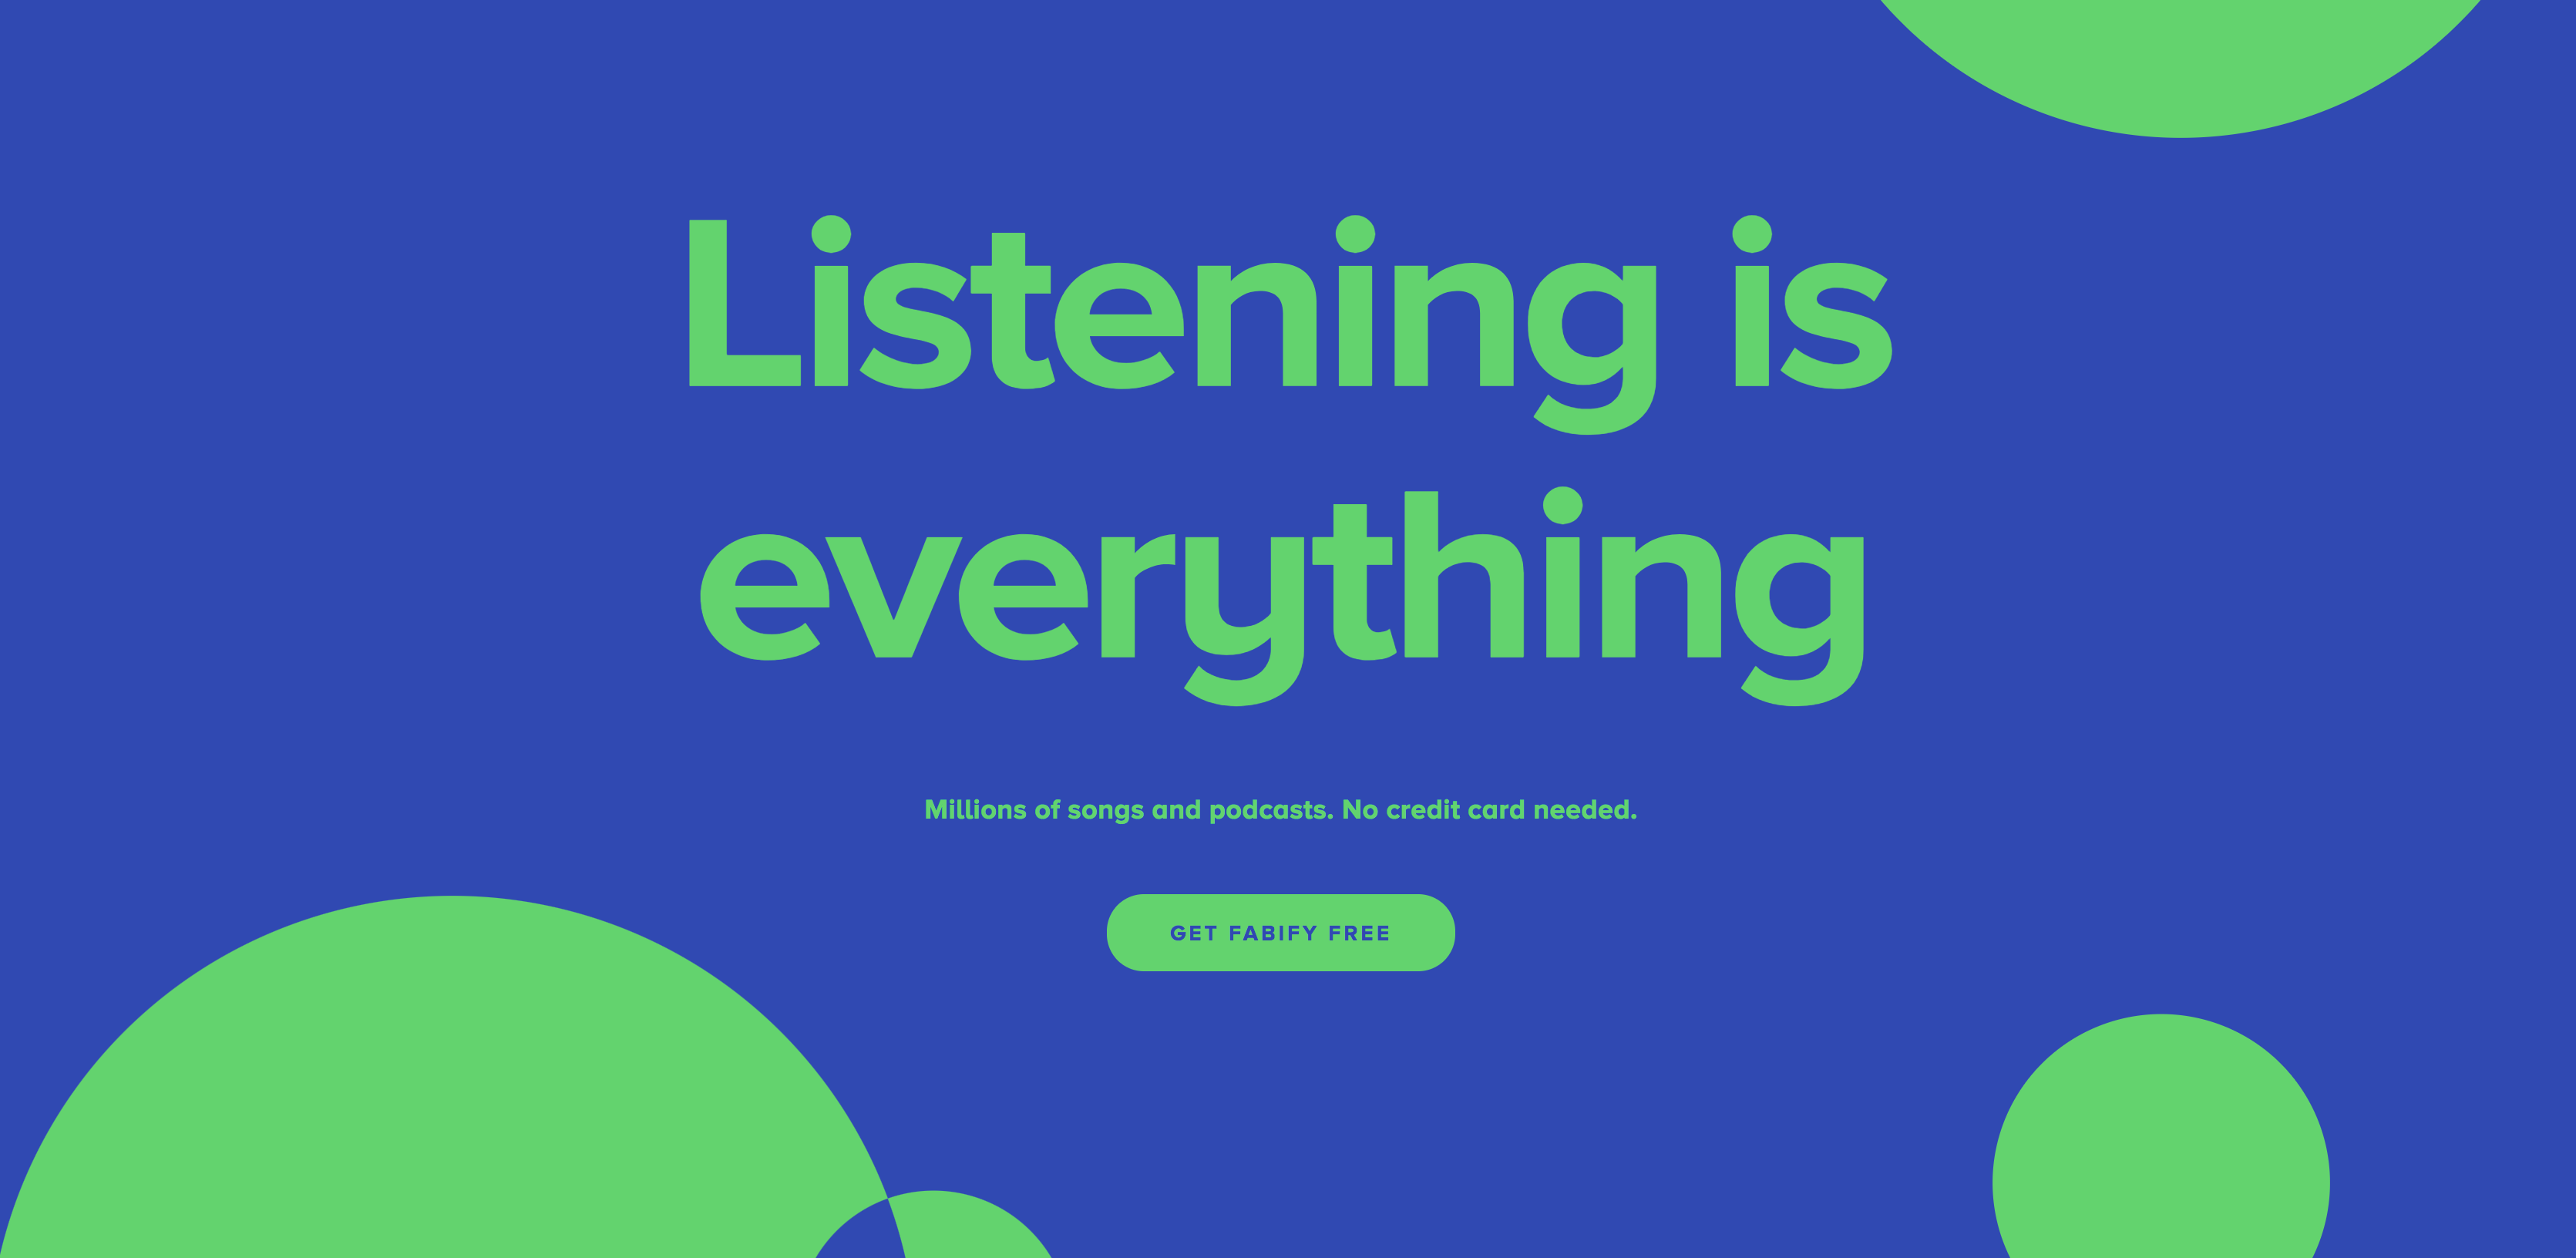 Listening is
everything
Millions of songs and podcasts. No credit card needed.
GET FABIFY FREE